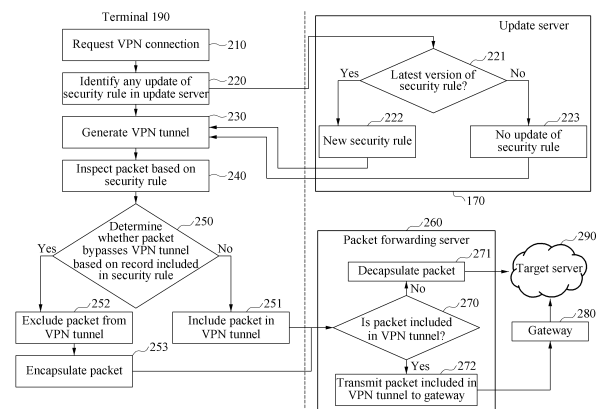 Terminal 190
Request VPN connection
210
Identify any update of
security rule in update server
220
230
Generate VPN tunnel
Inspect packet based on
security rule
240
Determine
whether packet
bypasses VPN tunnel
based on record included
in security rule
250
Yes
No
252
Exclude packet from
VPN tunnel
251
Include packet in
VPN tunnel
253
Encapsulate packet
Update server
221
Latest version of
security rule?
Yes
No
222
New security rule
223
No update of
security rule
170
260
Packet forwarding server
271
Decapsulate packet
No
270
Is packet included
in VPN tunnel?
Yes
272
Transmit packet included in
VPN tunnel to gateway
290
Target server
280
Gateway